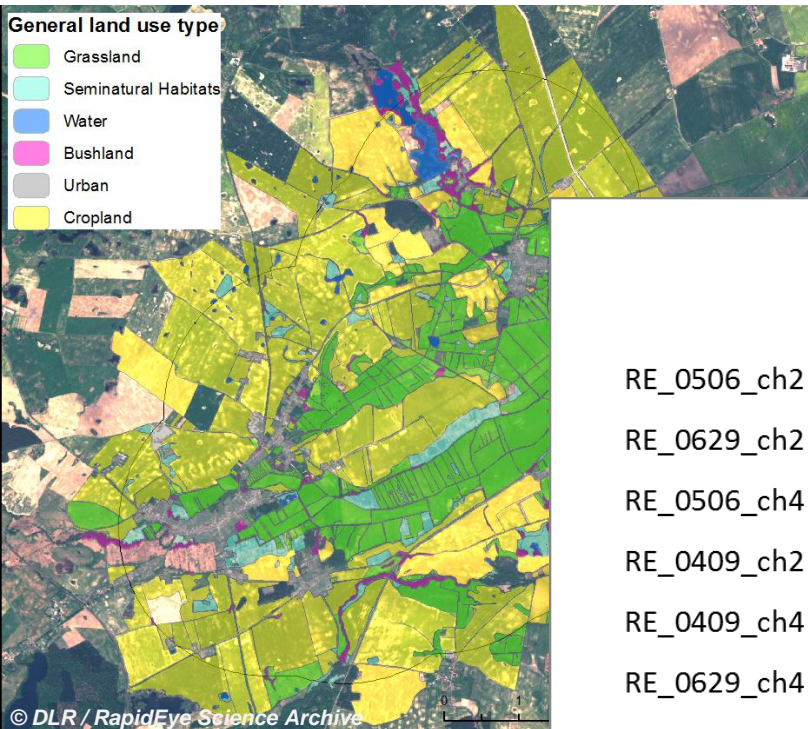 General land use type
Grassland
Seminatural Habitats
Water
Bushland
Urban
Cropland
RE_0506_ch2
RE_0629_ch2
RE_0506_ch4
RE_0409_ch2
RE_0409_ch4
RE_0629_ch4
0 1
© DLR / RapidEye Science Archive